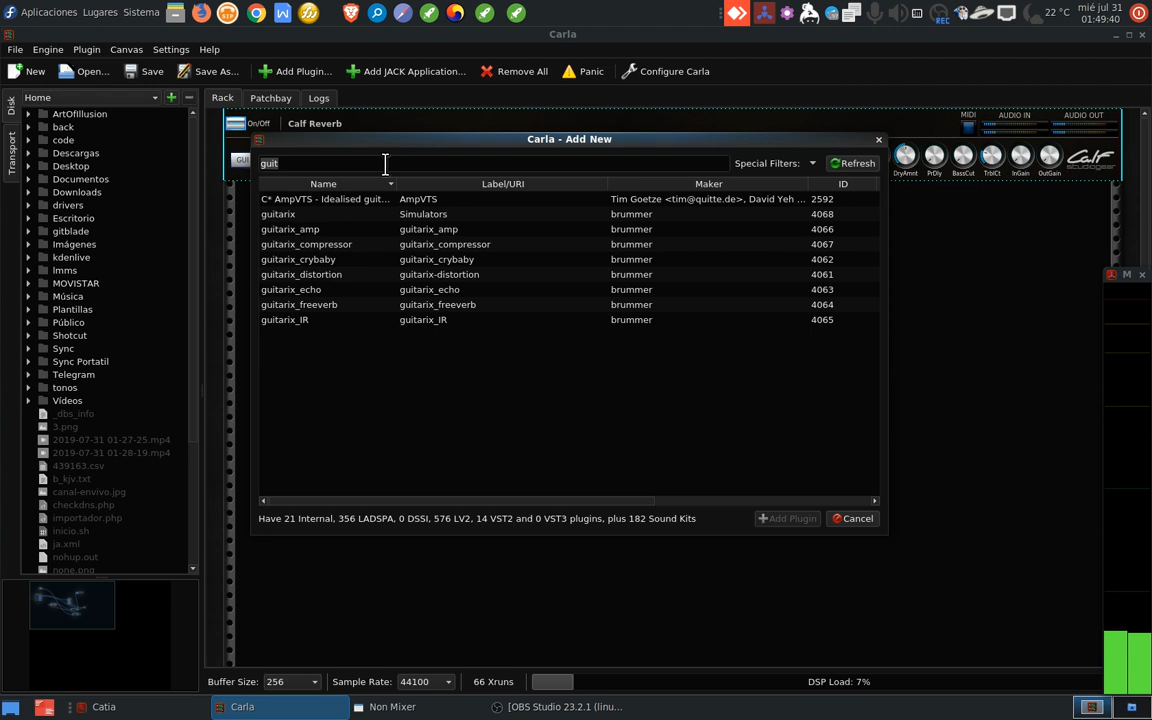 Aplicaciones Lugares Sistema
22 °C
mié jul 31
01:49:40
REC
Carla
File Engine Plugin Canvas Settings Help
New Open... Save Save As... Add Plugin... Add JACK Application... Remove All Panic Configure Carla
Disk
Transport
Home
ArtOfIllusion
back
code
Descargas
Desktop
Documentos
Downloads
drivers
Escritorio
gitblade
Imágenes
kdenlive
lmms
MOVISTAR
Música
Plantillas
Público
Shotcut
Sync
Sync Portatil
Telegram
tonos
Vídeos
_dbs_info
3.png
2019-07-31 01-27-25.mp4
2019-07-31 01-28-19.mp4
439163.csv
b_kjv.txt
canal-envivo.jpg
checkdns.php
importador.php
inicio.sh
ja.xml
nohup.out
none.png
Rack Patchbay Logs
On/Off Calf Reverb
MIDI AUDIO IN AUDIO OUT
GUI
DryAmnt PrDly BassCut TrblCt InGain OutGain
Calf
studiogear
Carla - Add New
guit
Special Filters: Refresh
Name Label/URI Maker ID
C* AmpVTS - Idealised guit... AmpVTS Tim Goetze <tim@quitte.de>, David Yeh ... 2592
guitarix Simulators brummer 4068
guitarix_amp guitarix_amp brummer 4066
guitarix_compressor guitarix_compressor brummer 4067
guitarix_crybaby guitarix_crybaby brummer 4062
guitarix_distortion guitarix-distortion brummer 4061
guitarix_echo guitarix_echo brummer 4063
guitarix_freeverb guitarix_freeverb brummer 4064
guitarix_IR guitarix_IR brummer 4065
Have 21 Internal, 356 LADSPA, 0 DSSI, 576 LV2, 14 VST2 and 0 VST3 plugins, plus 182 Sound Kits
Add Plugin Cancel
M
Buffer Size: 256 Sample Rate: 44100 66 Xruns DSP Load: 7%
Catia Carla Non Mixer [OBS Studio 23.2.1 (linu...